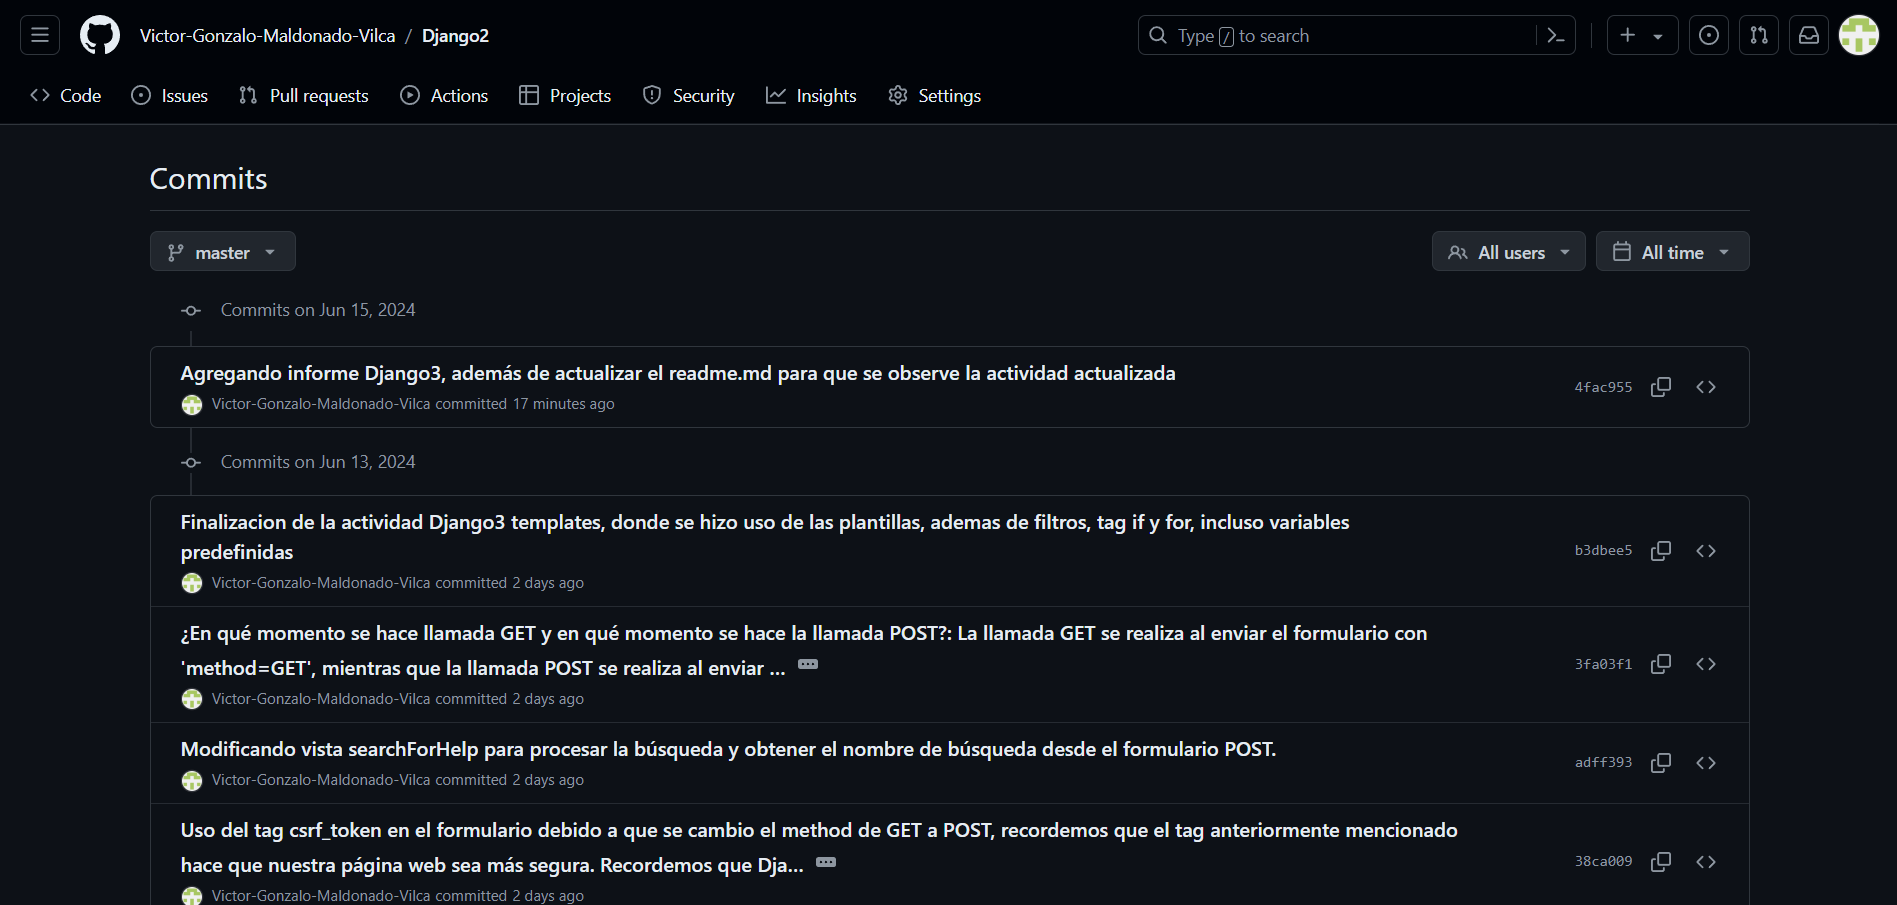 Victor-Gonzalo-Maldonado-Vilca / Django2
Type / to search
Code
Issues
Pull requests
Actions
Projects
Security
Insights
Settings
Commits
master
All users
All time
Commits on Jun 15, 2024
Agregando informe Django3, además de actualizar el readme.md para que se observe la actividad actualizada
4fac955
Victor-Gonzalo-Maldonado-Vilca committed 17 minutes ago
Commits on Jun 13, 2024
Finalizacion de la actividad Django3 templates, donde se hizo uso de las plantillas, ademas de filtros, tag if y for, incluso variables
predefinidas
b3dbee5
Victor-Gonzalo-Maldonado-Vilca committed 2 days ago
¿En qué momento se hace llamada GET y en qué momento se hace la llamada POST?: La llamada GET se realiza al enviar el formulario con
'method=GET', mientras que la llamada POST se realiza al enviar ...
3fa03f1
Victor-Gonzalo-Maldonado-Vilca committed 2 days ago
Modificando vista searchForHelp para procesar la búsqueda y obtener el nombre de búsqueda desde el formulario POST.
adff393
Victor-Gonzalo-Maldonado-Vilca committed 2 days ago
Uso del tag csrf_token en el formulario debido a que se cambio el method de GET a POST, recordemos que el tag anteriormente mencionado
hace que nuestra página web sea más segura. Recordemos que Dja...
38ca009
Victor-Gonzalo-Maldonado-Vilca committed 2 days ago